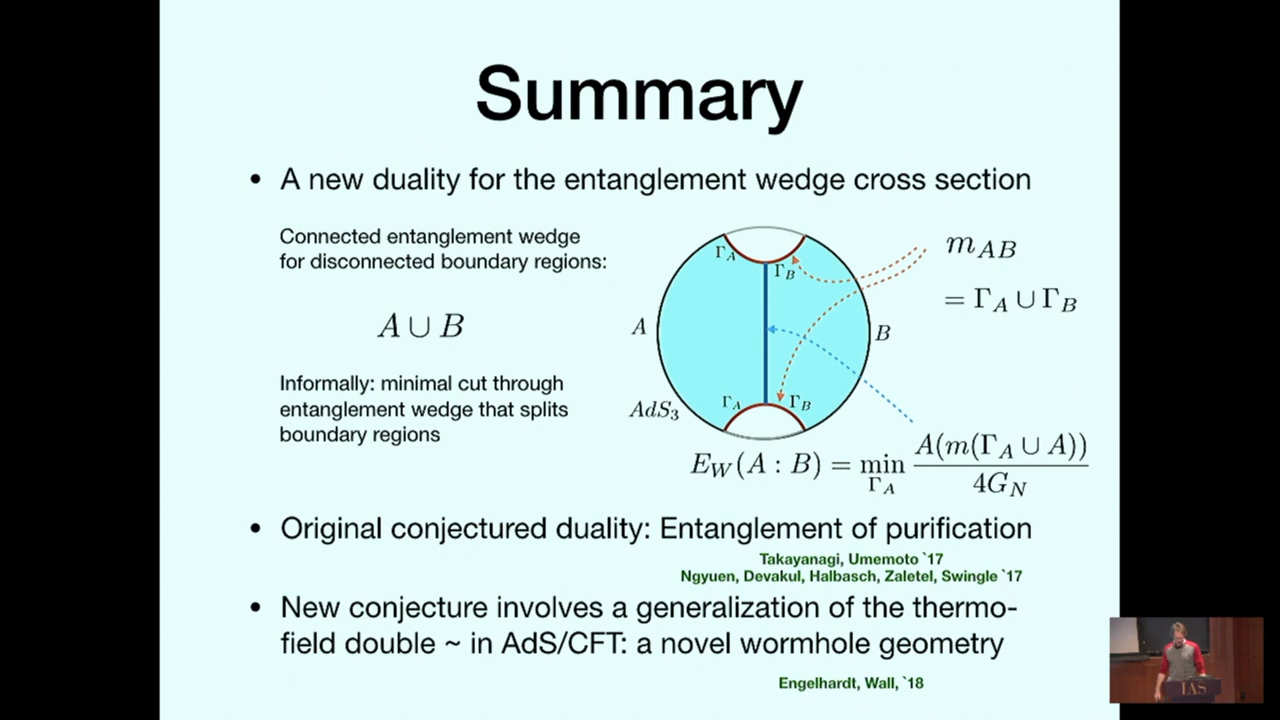 Summary
• A new duality for the entanglement wedge cross section
Connected entanglement wedge
for disconnected boundary regions:
A ∪ B
Informally: minimal cut through
entanglement wedge that splits
boundary regions
Γ_A
Γ_B
A
B
AdS_3
Γ_A
Γ_B
m_{AB}
= Γ_A ∪ Γ_B
E_W(A : B) = min_{Γ_A} A(m(Γ_A ∪ A)) / 4G_N
• Original conjectured duality: Entanglement of purification
Takayanagi, Umemoto `17
Ngyuen, Devakul, Halbasch, Zaletel, Swingle `17
• New conjecture involves a generalization of the thermo-
field double ~ in AdS/CFT: a novel wormhole geometry
Engelhardt, Wall, `18
IAS